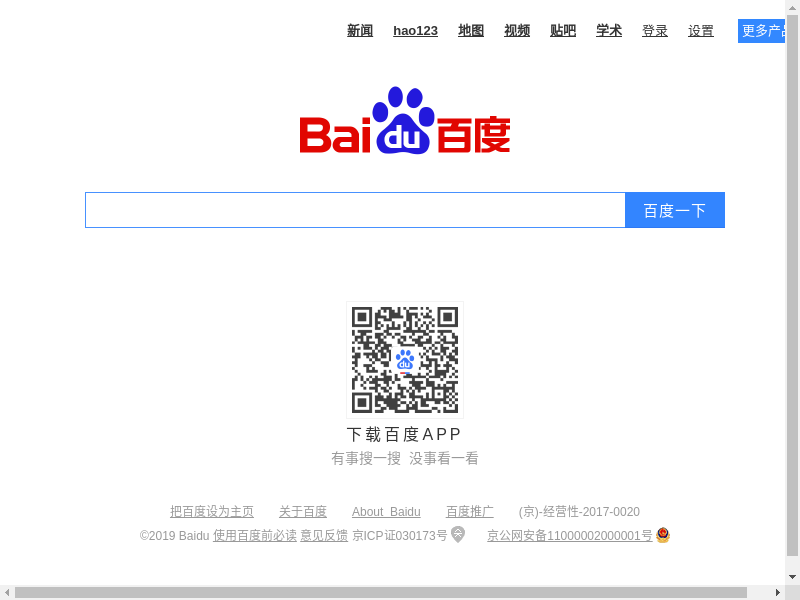 新闻 hao123 地图 视频 贴吧 学术 登录 设置 更多产品
Bai du 百度
百度一下
du
下载百度APP
有事搜一搜 没事看一看
把百度设为主页 关于百度 About Baidu 百度推广 (京)-经营性-2017-0020
©2019 Baidu 使用百度前必读 意见反馈 京ICP证030173号 京公网安备11000002000001号